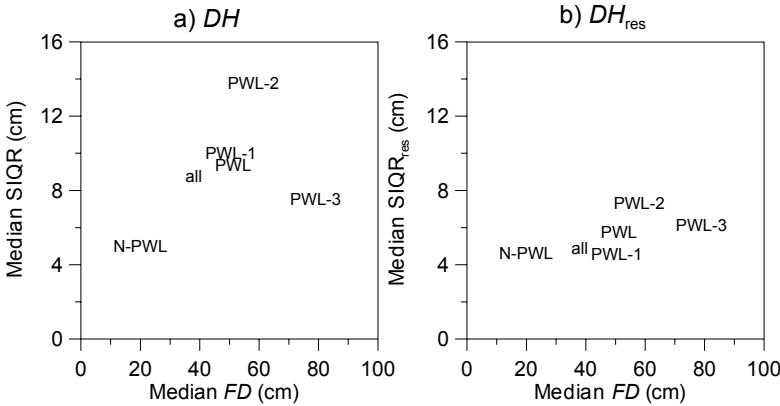 a) DH
16
12
8
4
0
Median SIQR (cm)
PWL-2
PWL-1
PWL
all
PWL-3
N-PWL
0 20 40 60 80 100
Median FD (cm)
b) DHres
16
12
8
4
0
Median SIQRres (cm)
PWL-2
PWL-3
PWL
all
PWL-1
N-PWL
0 20 40 60 80 100
Median FD (cm)